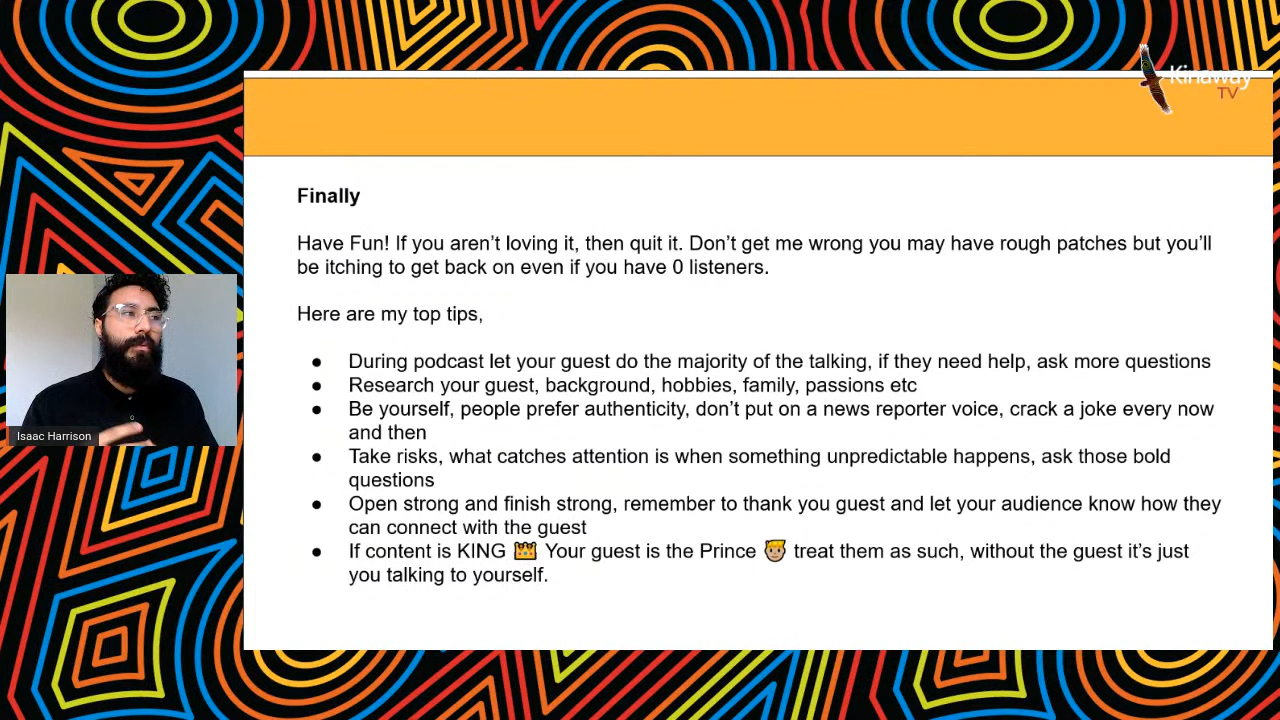 Kinaway
TV
Finally
Have Fun! If you aren’t loving it, then quit it. Don’t get me wrong you may have rough patches but you’ll
be itching to get back on even if you have 0 listeners.
Here are my top tips,
● During podcast let your guest do the majority of the talking, if they need help, ask more questions
● Research your guest, background, hobbies, family, passions etc
● Be yourself, people prefer authenticity, don’t put on a news reporter voice, crack a joke every now
and then
● Take risks, what catches attention is when something unpredictable happens, ask those bold
questions
● Open strong and finish strong, remember to thank you guest and let your audience know how they
can connect with the guest
● If content is KING 👑 Your guest is the Prince 🤴🏼 treat them as such, without the guest it’s just
you talking to yourself.
Isaac Harrison